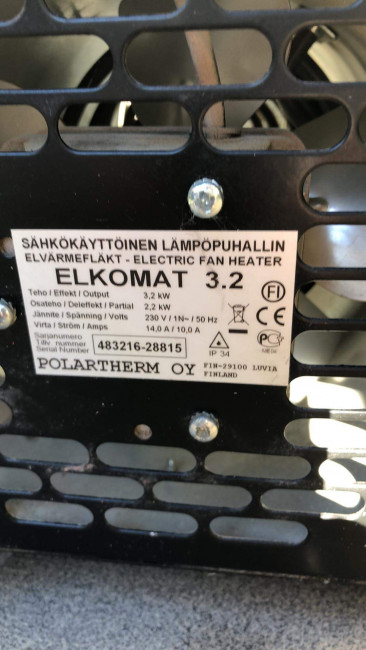 SÄHKÖKÄYTTÖINEN LÄMPÖPUHALLIN
ELVÄRMEFLÄKT - ELECTRIC FAN HEATER
ELKOMAT 3.2
Teho / Effekt / Output 3,2 kW
Osateho / Deleffekt / Partial 2,2 kW
Jännite / Spänning / Volts 230 V / 1N~ / 50 Hz
Virta / Ström / Amps 14,0 A / 10,0 A
Sarjanumero
Tillv. nummer
Serial Number 483216-28815
FI
CE
IP 34
POLARTHERM OY FIN-29100 LUVIA
FINLAND